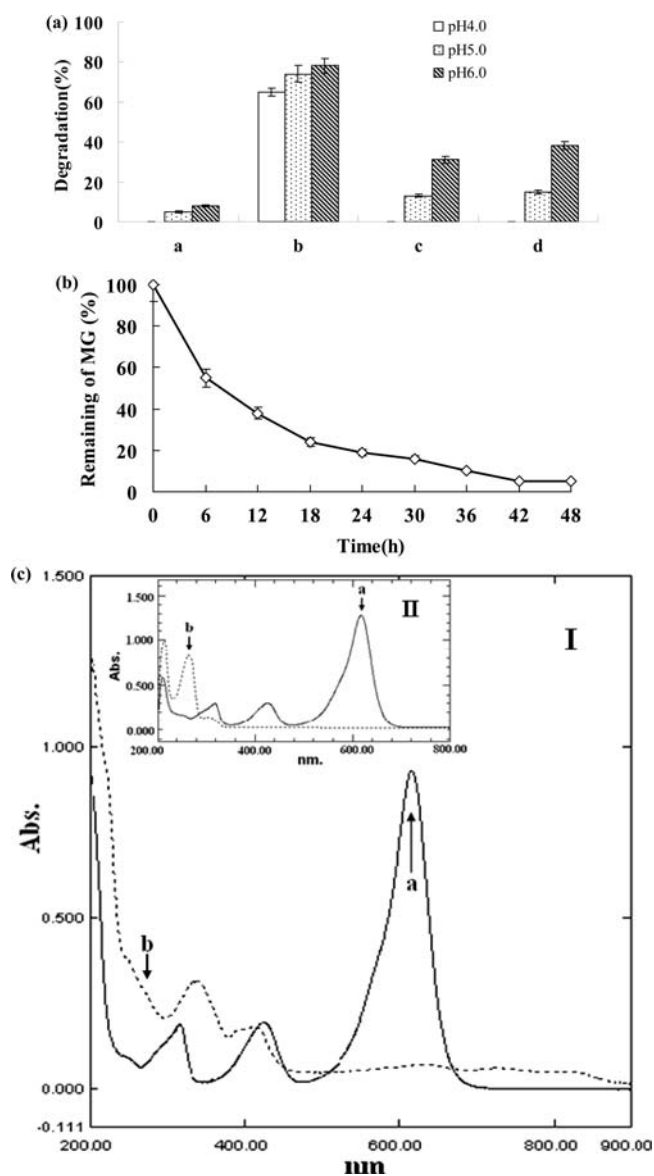 (a)
100
80
60
40
20
0
Degradation(%)
pH4.0
pH5.0
pH6.0
a b c d
(b)
100
80
60
40
20
0
Remaining of MG (%)
0 6 12 18 24 30 36 42 48
Time(h)
(c)
1.500
1.000
0.500
0.000
-0.111
Abs.
I
II
1.500
1.000
0.500
0.000
Abs.
b
a
200.00 400.00 600.00 800.00
nm.
b
a
200.00 400.00 600.00 800.00 900.00
nm